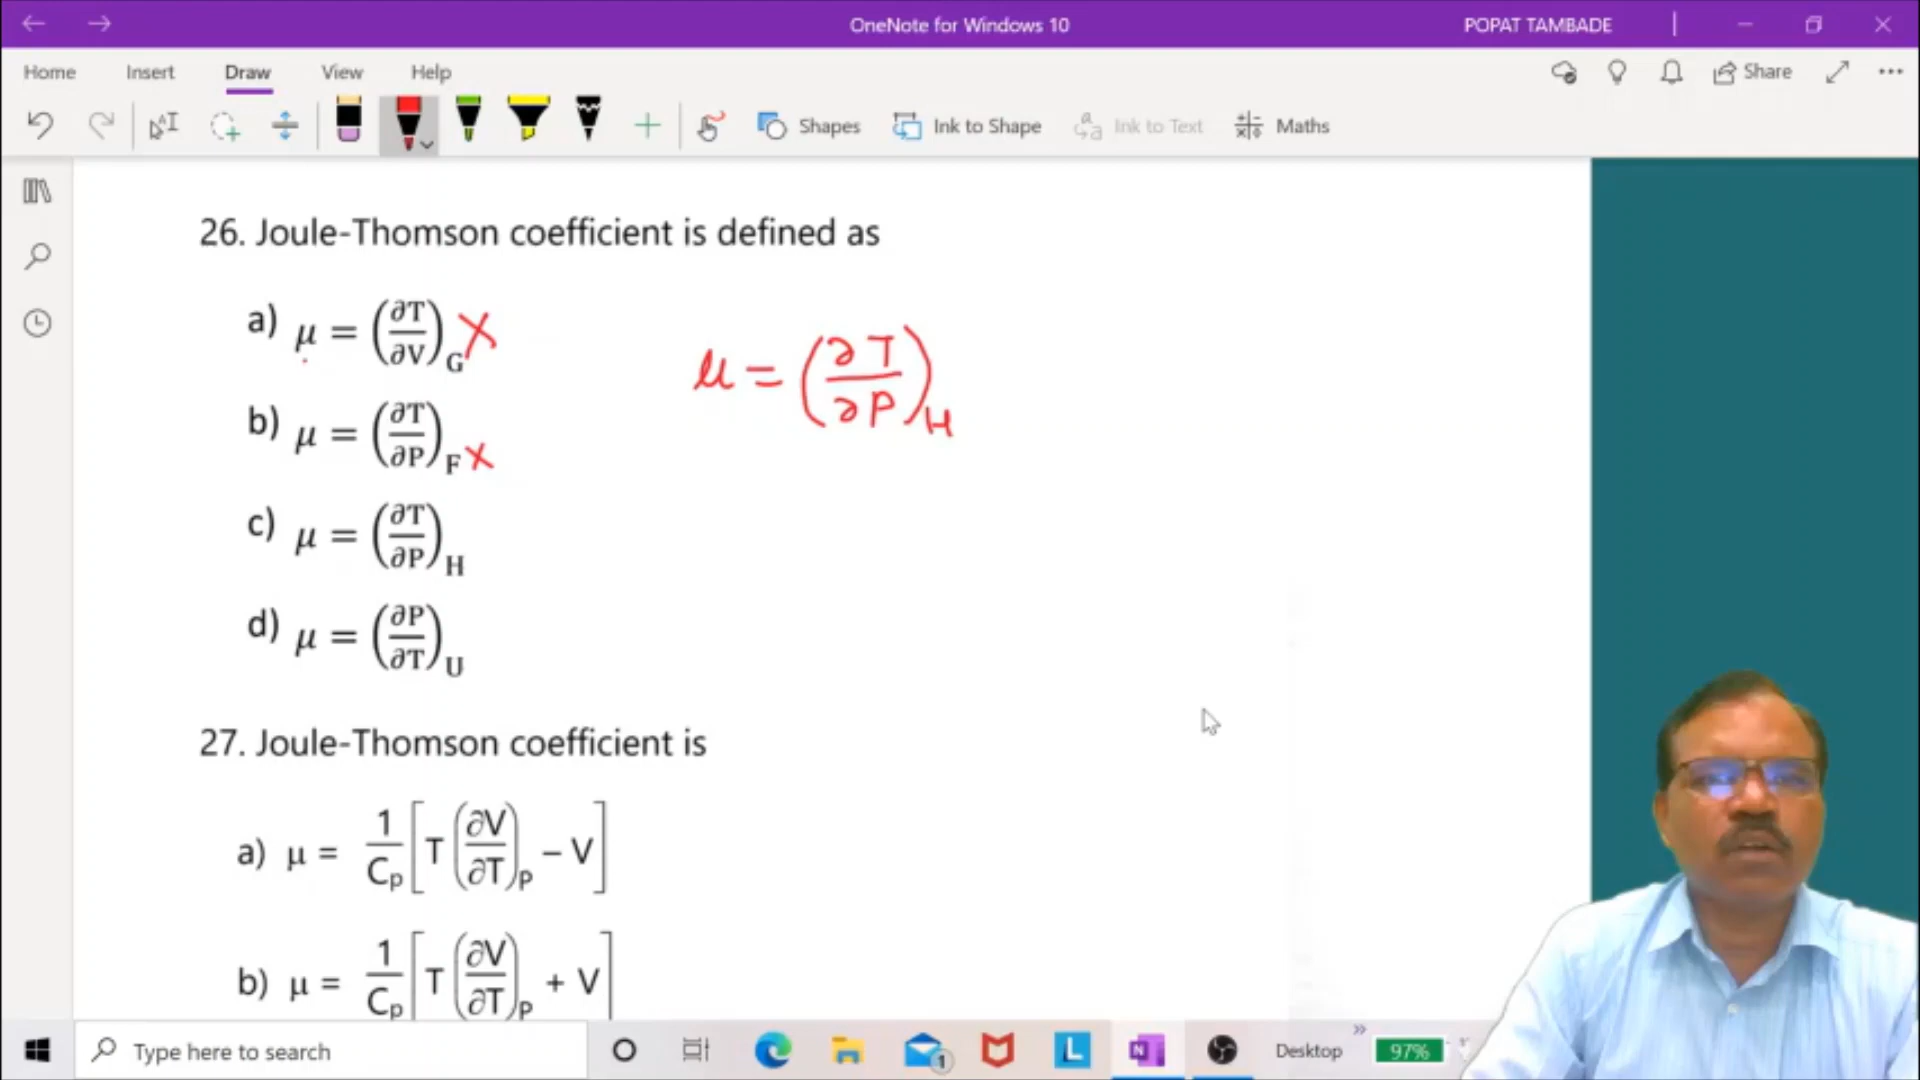 OneNote for Windows 10
POPAT TAMBADE
Home Insert Draw View Help
Share
Shapes Ink to Shape Ink to Text Maths
26. Joule-Thomson coefficient is defined as
a) μ = (∂T/∂V)G X
b) μ = (∂T/∂P)F X
μ = (∂T/∂P)H
c) μ = (∂T/∂P)H
d) μ = (∂P/∂T)U
27. Joule-Thomson coefficient is
a) μ = 1/Cp [T (∂V/∂T)P − V]
b) μ = 1/Cp [T (∂V/∂T)P + V]
Type here to search
1
L
N
Desktop
97%